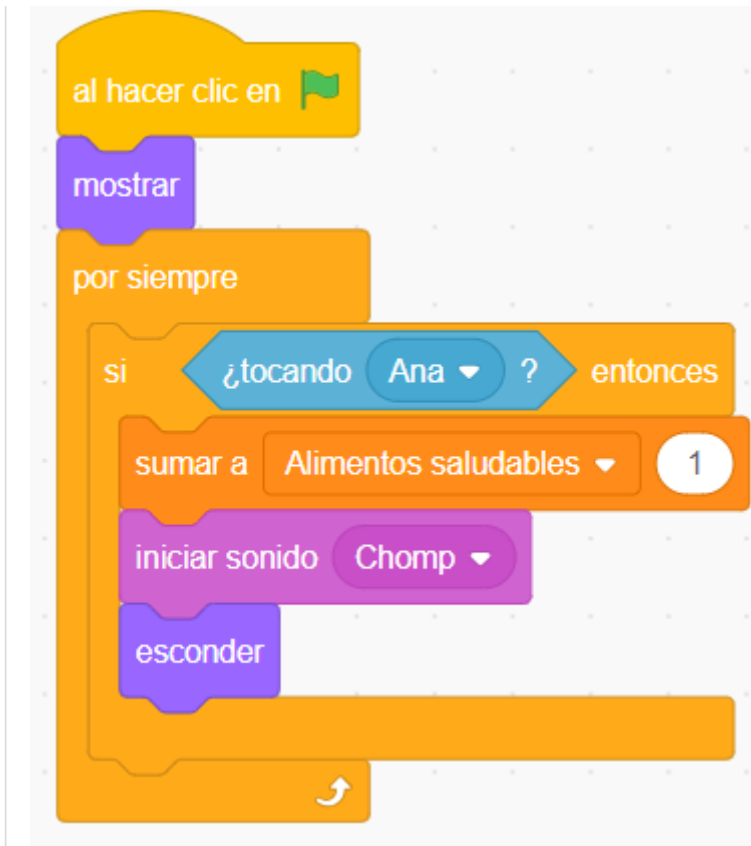 al hacer clic en
mostrar
por siempre
si ¿tocando Ana ? entonces
sumar a Alimentos saludables 1
iniciar sonido Chomp
esconder